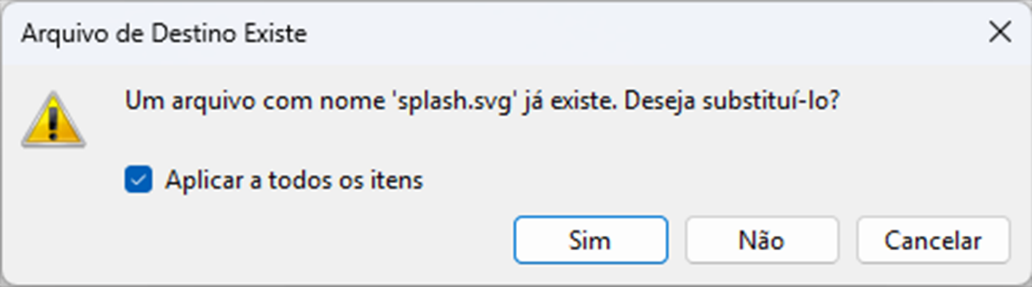 Arquivo de Destino Existe
Um arquivo com nome 'splash.svg' já existe. Deseja substituí-lo?
Aplicar a todos os itens
Sim Não Cancelar